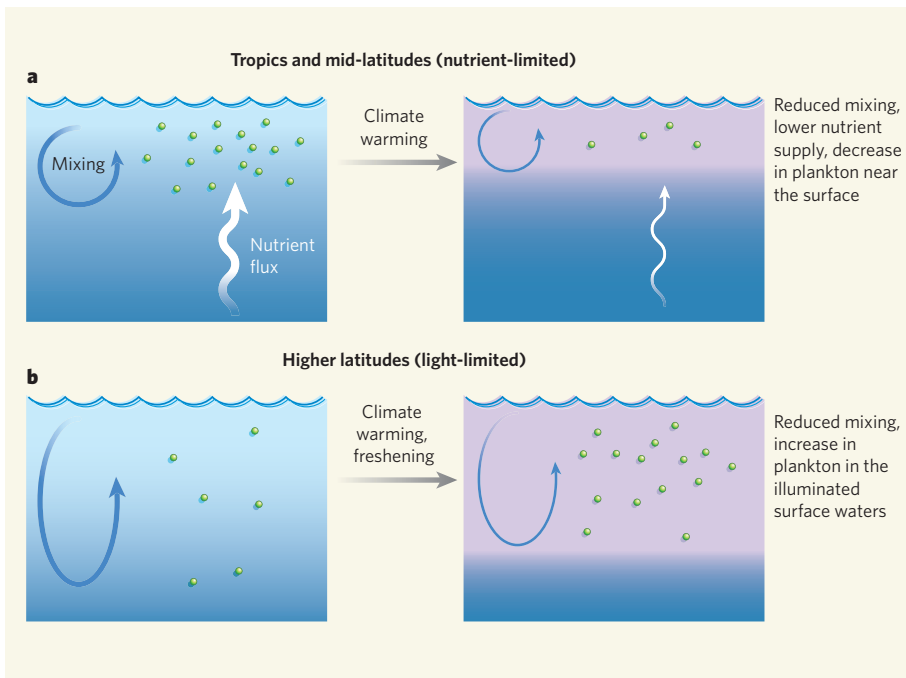 Tropics and mid-latitudes (nutrient-limited)
a
Mixing
Nutrient
flux
Climate
warming
Reduced mixing,
lower nutrient
supply, decrease
in plankton near
the surface
Higher latitudes (light-limited)
b
Climate
warming,
freshening
Reduced mixing,
increase in
plankton in the
illuminated
surface waters